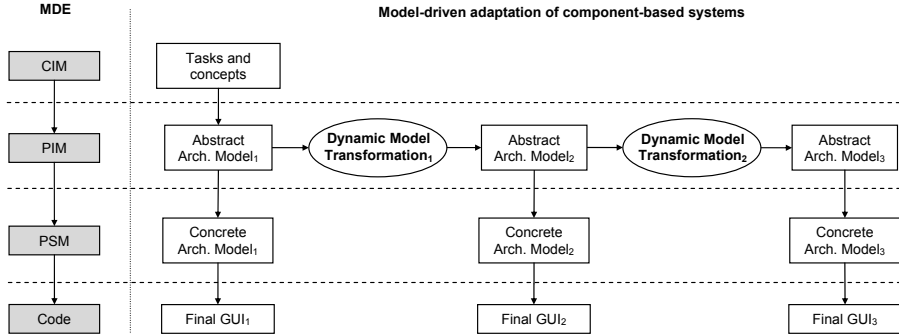 MDE
Model-driven adaptation of component-based systems
CIM
Tasks and
concepts
PIM
Abstract
Arch. Model₁
Dynamic Model
Transformation₁
Abstract
Arch. Model₂
Dynamic Model
Transformation₂
Abstract
Arch. Model₃
PSM
Concrete
Arch. Model₁
Concrete
Arch. Model₂
Concrete
Arch. Model₃
Code
Final GUI₁
Final GUI₂
Final GUI₃